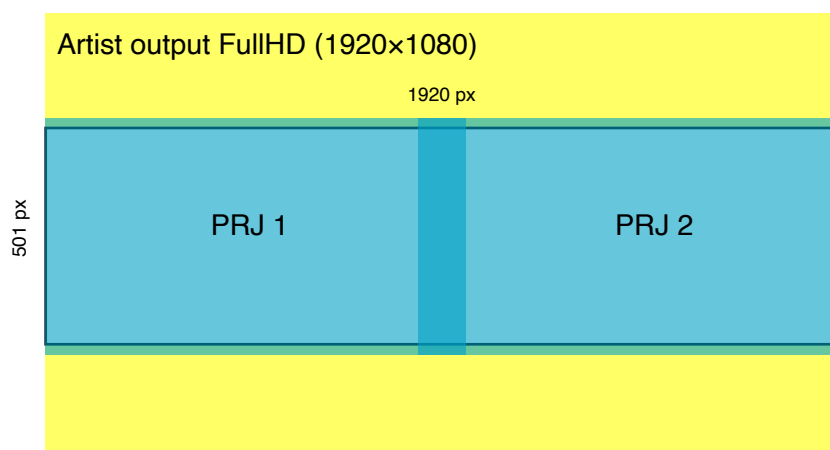 Artist output FullHD (1920×1080)
1920 px
501 px
PRJ 1
PRJ 2